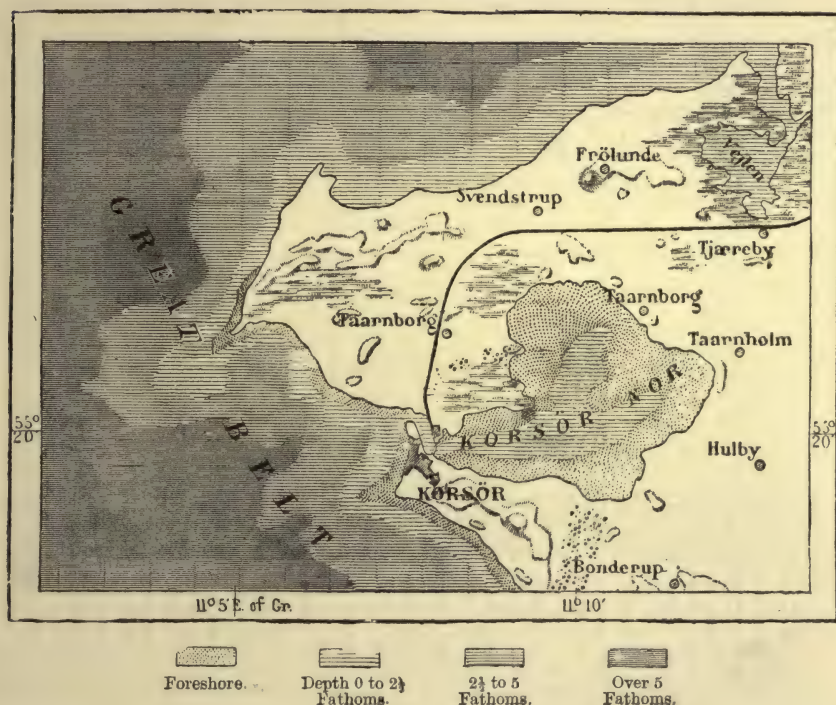 Frölunde
Vejlen
Svendstrup
Tjærreby
GREAT BELT
Taarnborg
Taarnborg
Taarnholm
55° 20'
KORSÖR NOR
55° 20'
Hulby
KORSÖR
Bonderup
11° 5' E. of Gr.
11° 10'
Foreshore.
Depth 0 to 2½
Fathoms.
2½ to 5
Fathoms.
Over 5
Fathoms.